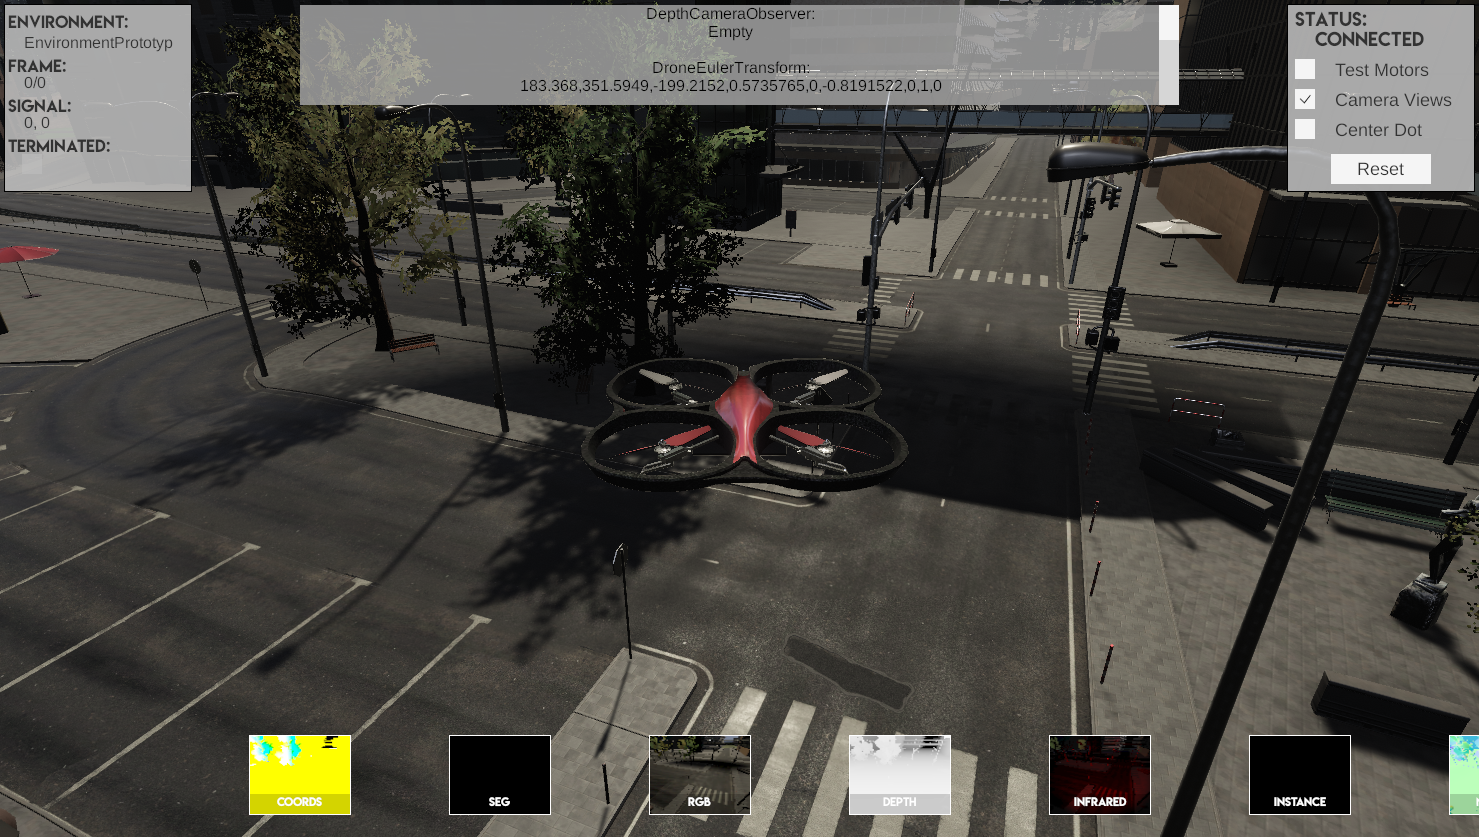 ENVIRONMENT:
EnvironmentPrototyp
FRAME:
0/0
SIGNAL:
0, 0
TERMINATED:
DepthCameraObserver:
Empty
DroneEulerTransform:
183.368,351.5949,-199.2152,0.5735765,0,-0.8191522,0,1,0
STATUS:
CONNECTED
Test Motors
Camera Views
Center Dot
Reset
COORDS
SEG
RGB
DEPTH
INFRARED
INSTANCE